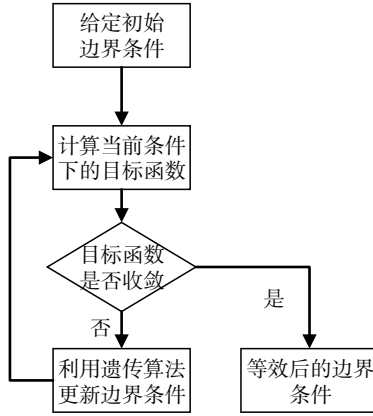 给定初始
边界条件
计算当前条件
下的目标函数
目标函数
是否收敛
是
否
利用遗传算法
更新边界条件
等效后的边界
条件